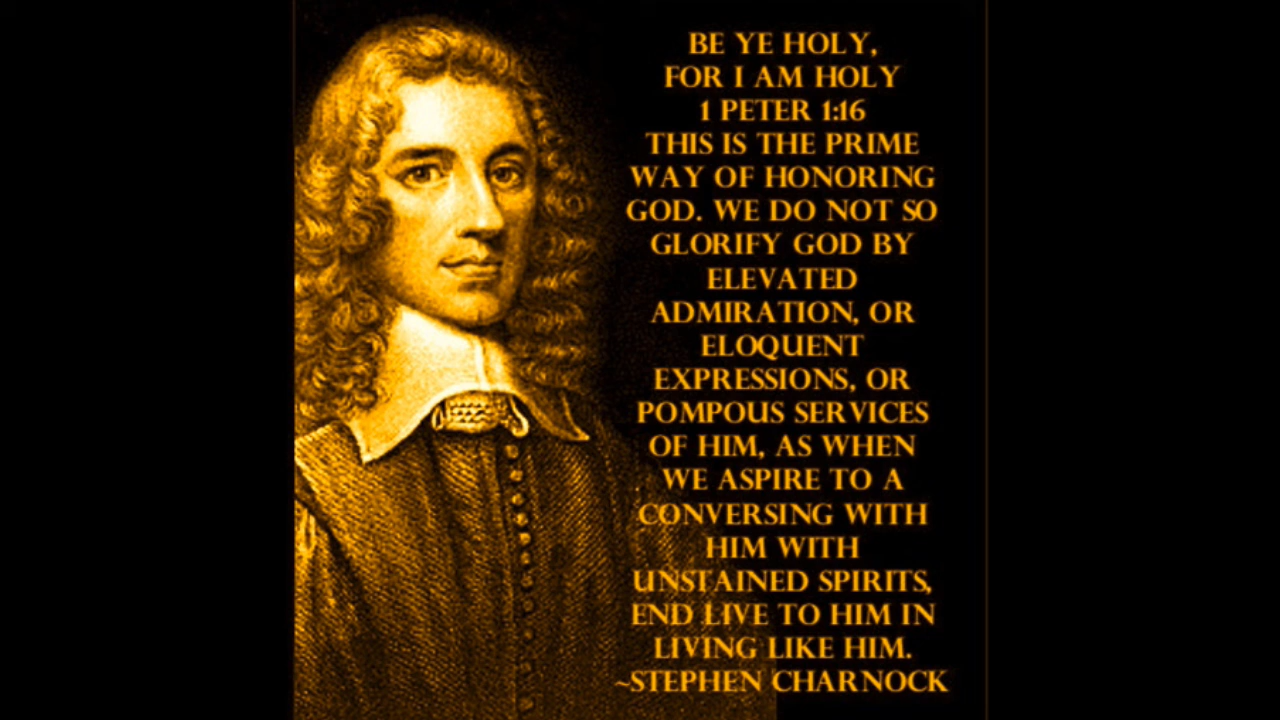 BE YE HOLY,
FOR I AM HOLY
1 PETER 1:16
THIS IS THE PRIME
WAY OF HONORING
GOD. WE DO NOT SO
GLORIFY GOD BY
ELEVATED
ADMIRATION, OR
ELOQUENT
EXPRESSIONS, OR
POMPOUS SERVICES
OF HIM, AS WHEN
WE ASPIRE TO A
CONVERSING WITH
HIM WITH
UNSTAINED SPIRITS,
END LIVE TO HIM IN
LIVING LIKE HIM.
~STEPHEN CHARNOCK